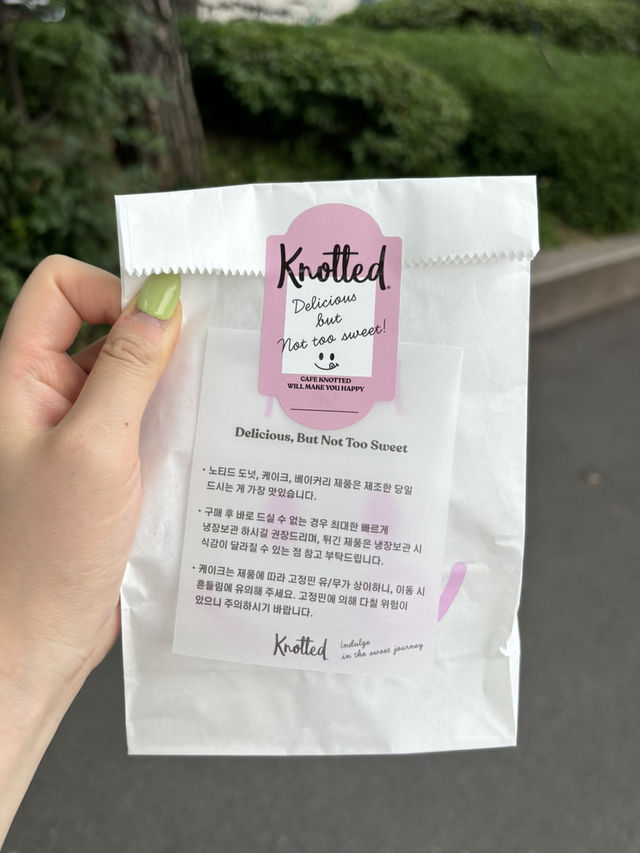 Knotted
Delicious
but
Not too sweet!
CAFE KNOTTED
WILL MAKE YOU HAPPY
Delicious, But Not Too Sweet
· 노티드 도넛, 케이크, 베이커리 제품은 제조한 당일
드시는 게 가장 맛있습니다.
· 구매 후 바로 드실 수 없는 경우 최대한 빠르게
냉장보관 하시길 권장드리며, 튀긴 제품은 냉장보관 시
식감이 달라질 수 있는 점 참고 부탁드립니다.
· 케이크는 제품에 따라 고정핀 유/무가 상이하니, 이동 시
흔들림에 유의해 주세요. 고정핀에 의해 다칠 위험이
있으니 주의하시기 바랍니다.
Knotted
Indulge
in the sweet journey